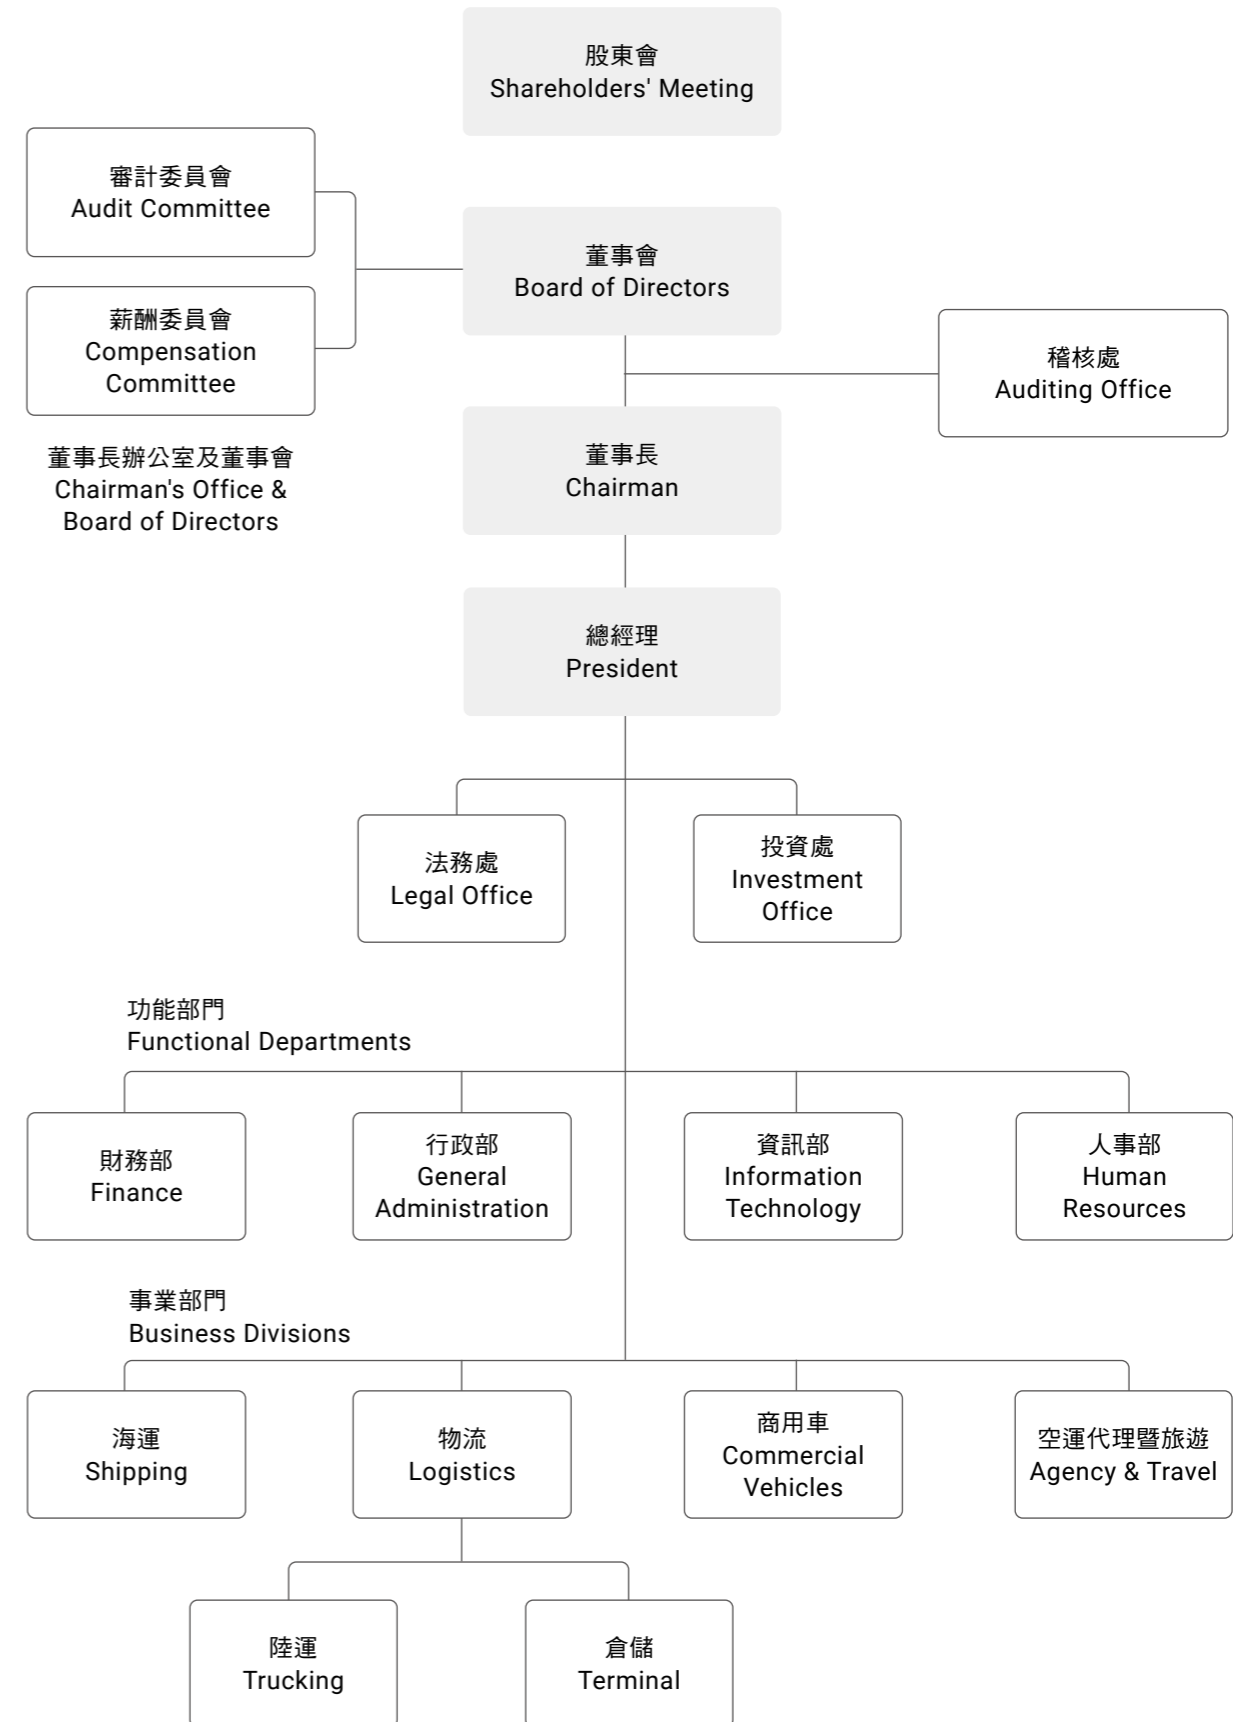 股東會
Shareholders' Meeting
審計委員會
Audit Committee
董事會
Board of Directors
薪酬委員會
Compensation
Committee
稽核處
Auditing Office
董事長辦公室及董事會
Chairman's Office &
Board of Directors
董事長
Chairman
總經理
President
法務處
Legal Office
投資處
Investment
Office
功能部門
Functional Departments
財務部
Finance
行政部
General
Administration
資訊部
Information
Technology
人事部
Human
Resources
事業部門
Business Divisions
海運
Shipping
物流
Logistics
商用車
Commercial
Vehicles
空運代理暨旅遊
Agency & Travel
陸運
Trucking
倉儲
Terminal